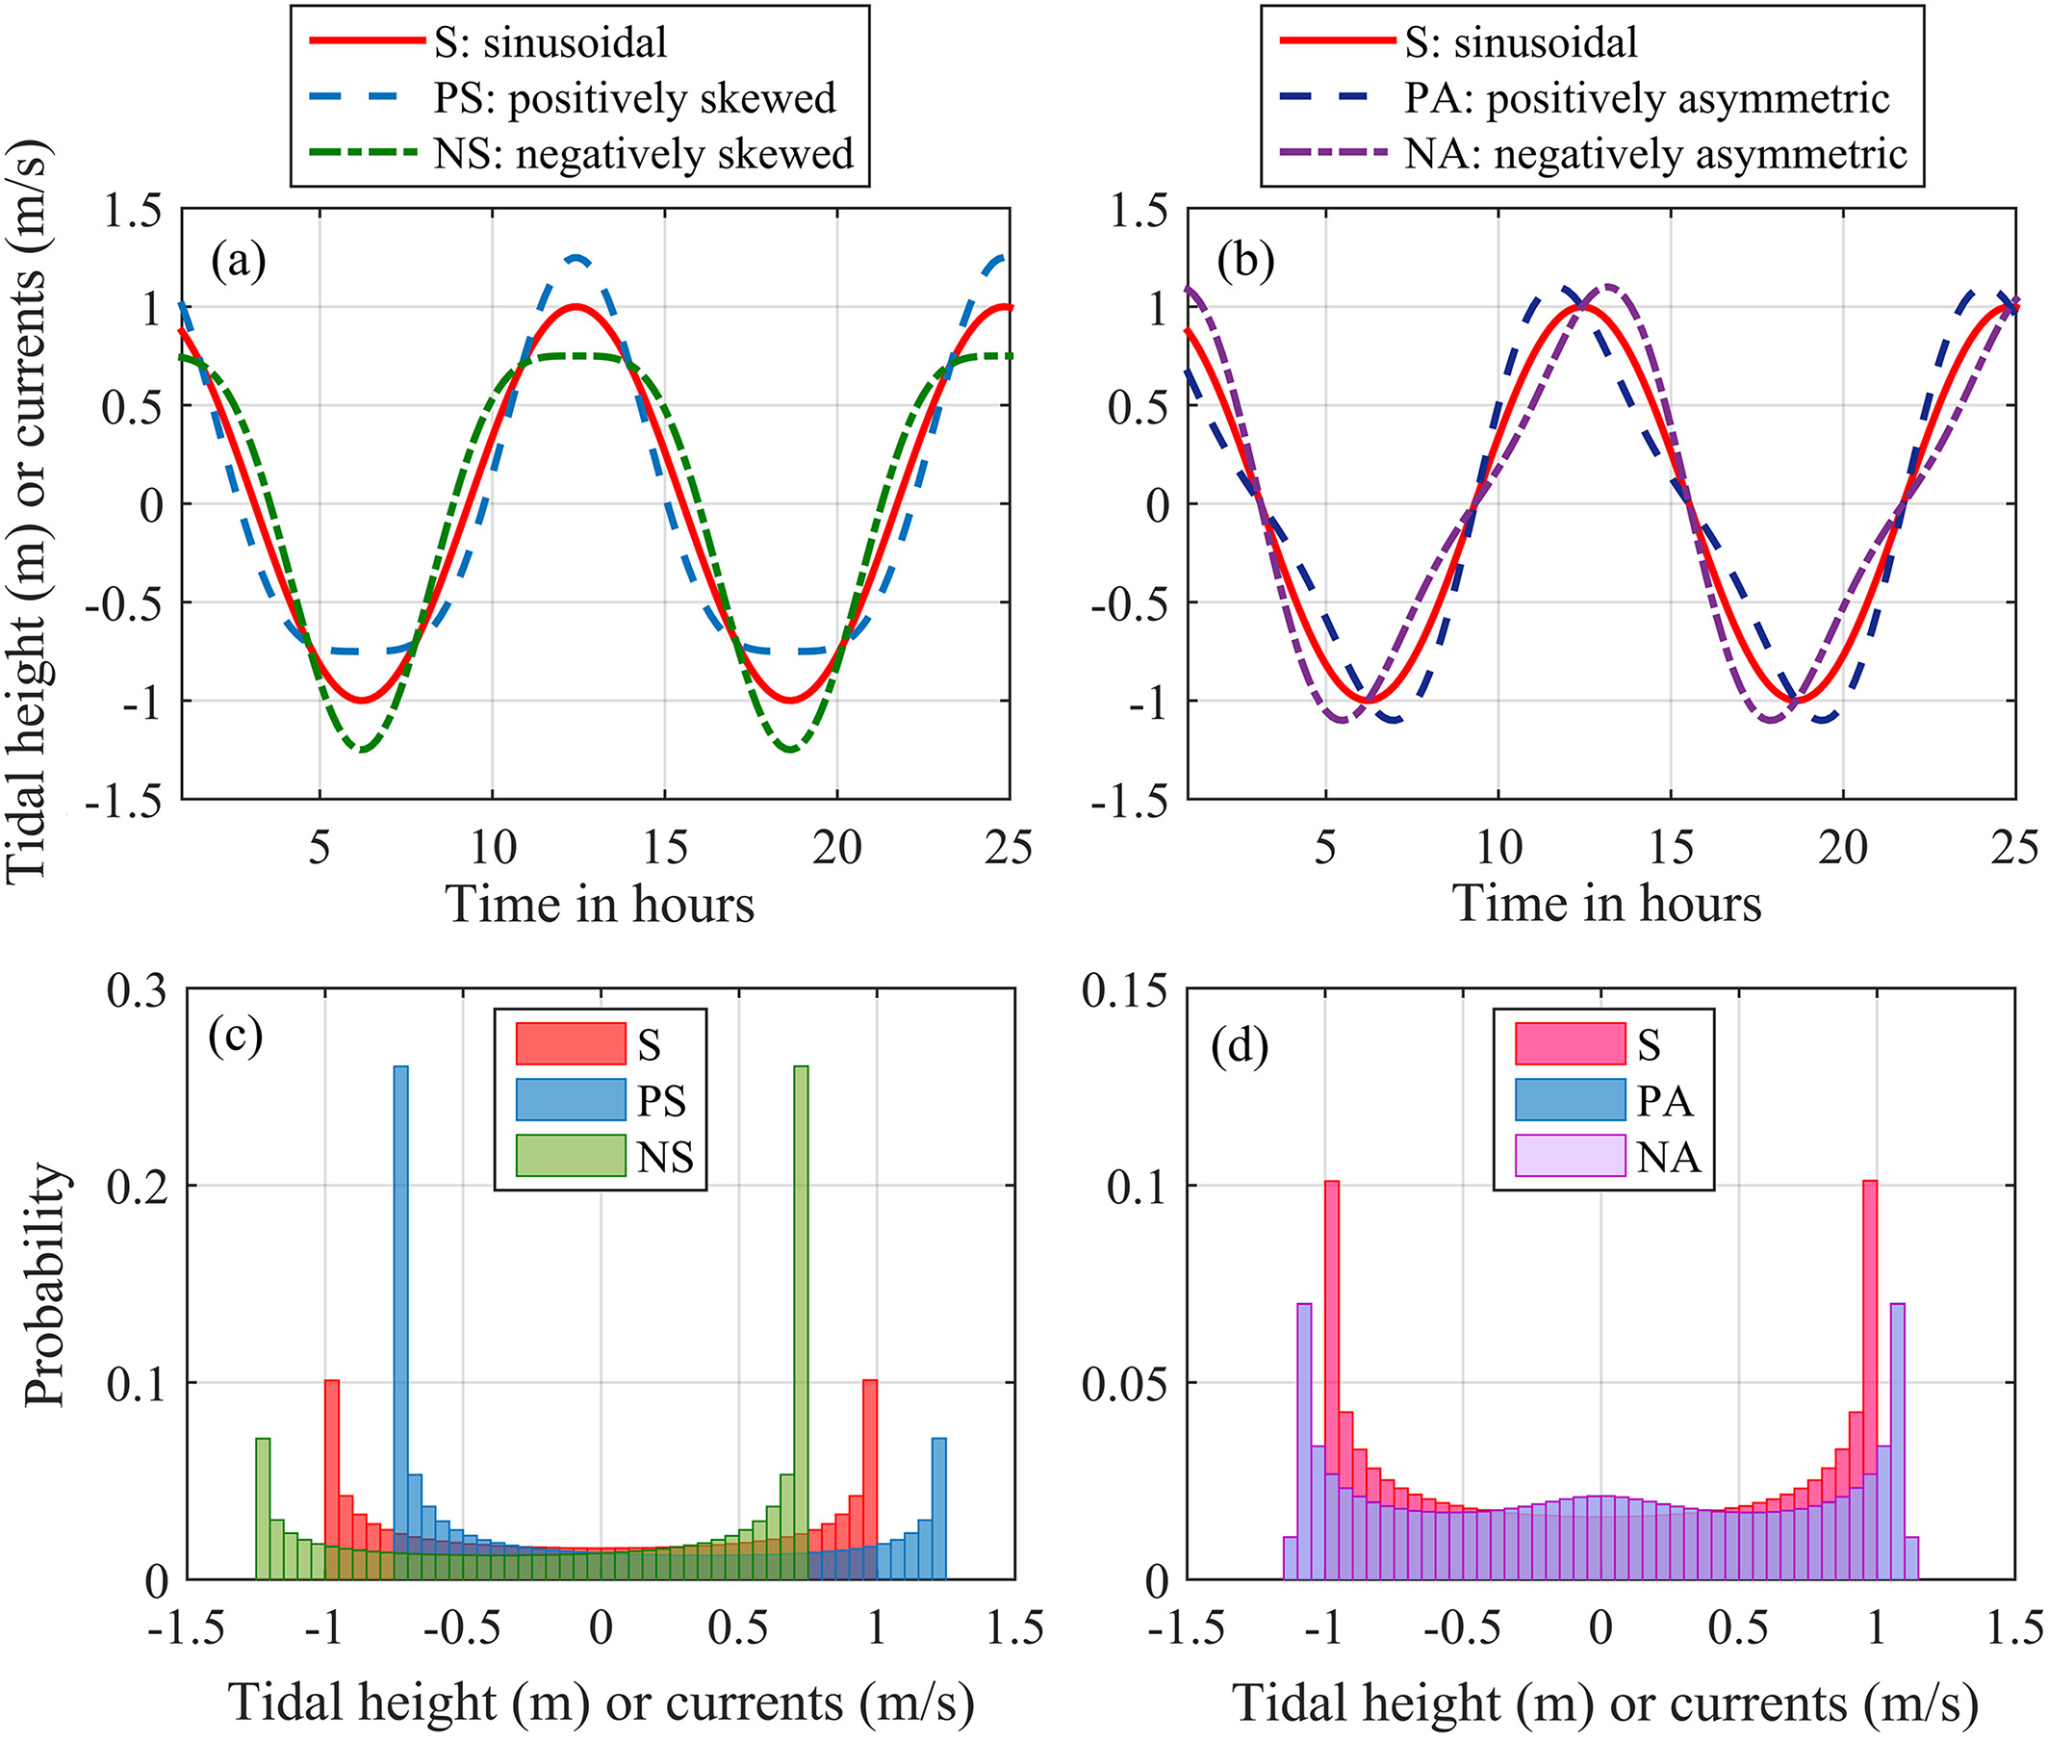 S: sinusoidal
PS: positively skewed
NS: negatively skewed
S: sinusoidal
PA: positively asymmetric
NA: negatively asymmetric
Tidal height (m) or currents (m/s)
1.5
1
0.5
0
-0.5
-1
-1.5
(a)
5 10 15 20 25
Time in hours
1.5
1
0.5
0
-0.5
-1
-1.5
(b)
5 10 15 20 25
Time in hours
Probability
0.3
0.2
0.1
0
(c)
S
PS
NS
-1.5 -1 -0.5 0 0.5 1 1.5
Tidal height (m) or currents (m/s)
0.15
0.1
0.05
0
(d)
S
PA
NA
-1.5 -1 -0.5 0 0.5 1 1.5
Tidal height (m) or currents (m/s)